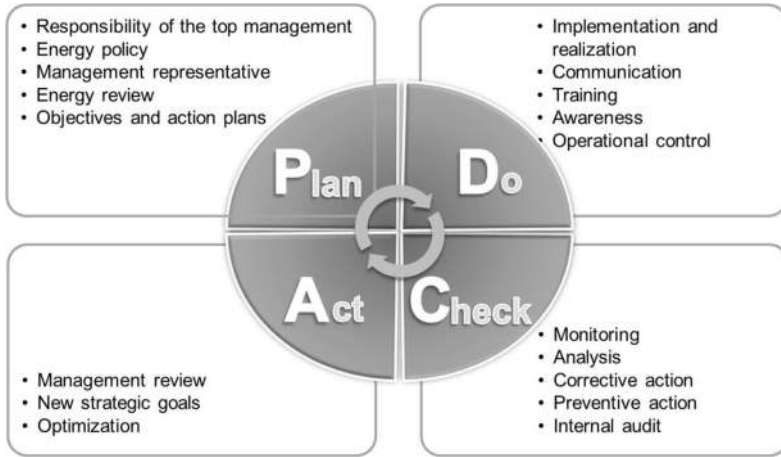 • Responsibility of the top management
• Energy policy
• Management representative
• Energy review
• Objectives and action plans
• Implementation and
realization
• Communication
• Training
• Awareness
• Operational control
Plan
Do
Act
Check
• Management review
• New strategic goals
• Optimization
• Monitoring
• Analysis
• Corrective action
• Preventive action
• Internal audit